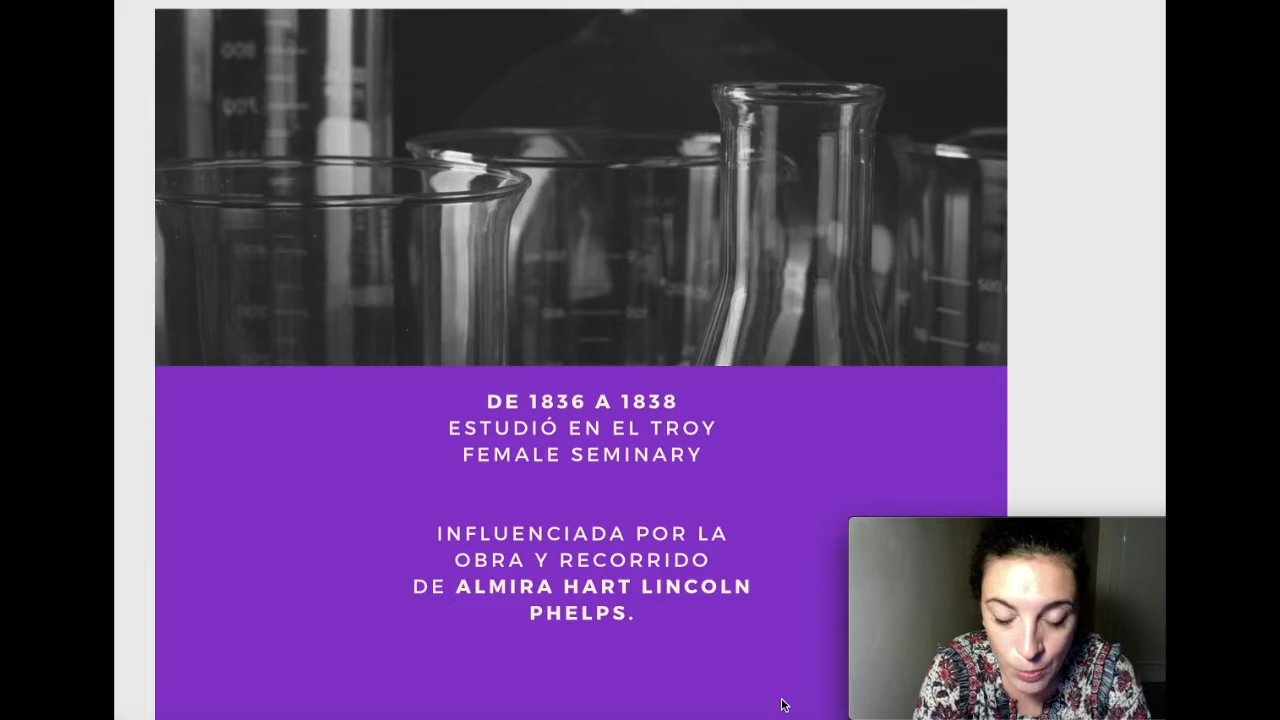 DE 1836 A 1838
ESTUDIÓ EN EL TROY
FEMALE SEMINARY
INFLUENCIADA POR LA
OBRA Y RECORRIDO
DE ALMIRA HART LINCOLN
PHELPS.